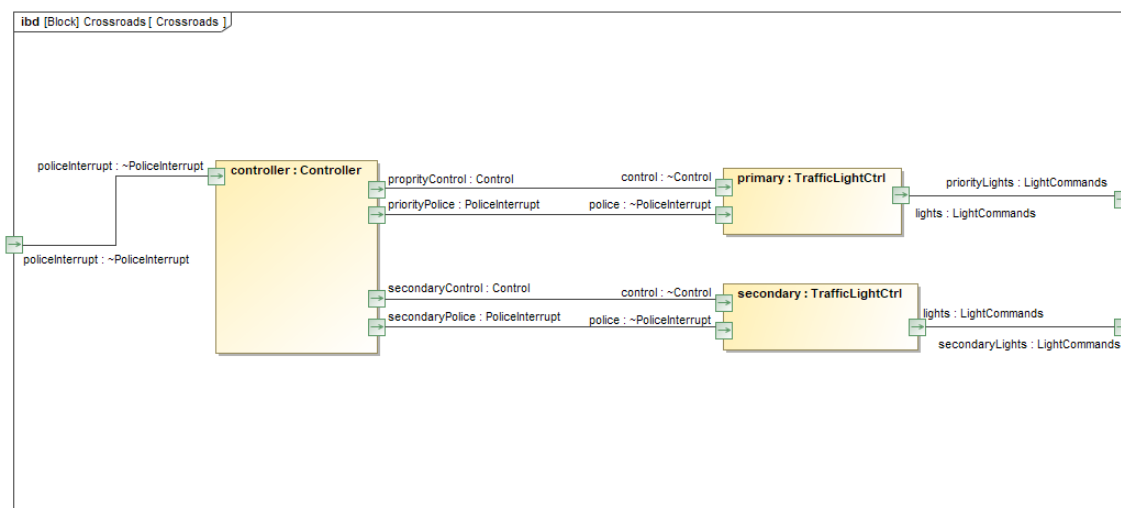 ibd [Block] Crossroads [ Crossroads ]
policeInterrupt : ~PoliceInterrupt
policeInterrupt : ~PoliceInterrupt
controller : Controller
proprityControl : Control
priorityPolice : PoliceInterrupt
secondaryControl : Control
secondaryPolice : PoliceInterrupt
control : ~Control
police : ~PoliceInterrupt
primary : TrafficLightCtrl
priorityLights : LightCommands
lights : LightCommands
control : ~Control
police : ~PoliceInterrupt
secondary : TrafficLightCtrl
lights : LightCommands
secondaryLights : LightCommands